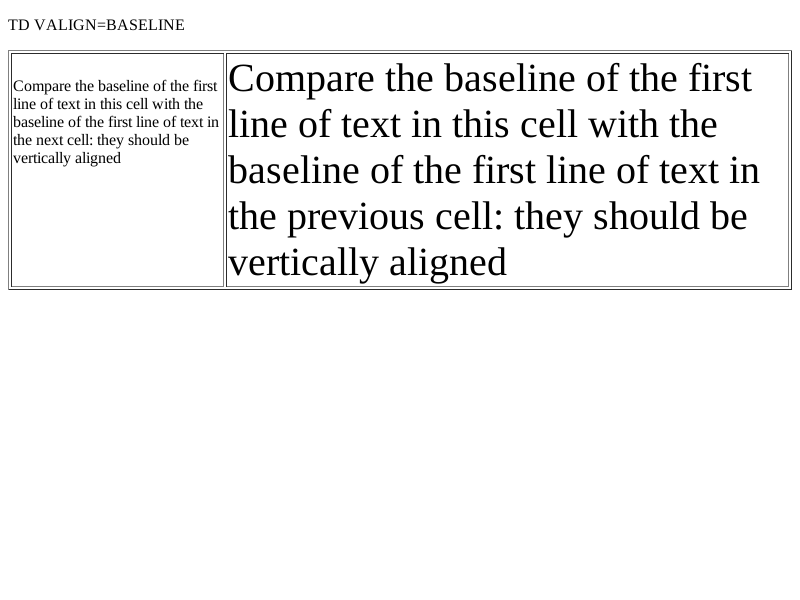 TD VALIGN=BASELINE
Compare the baseline of the first
line of text in this cell with the
baseline of the first line of text in
the next cell: they should be
vertically aligned
Compare the baseline of the first
line of text in this cell with the
baseline of the first line of text in
the previous cell: they should be
vertically aligned